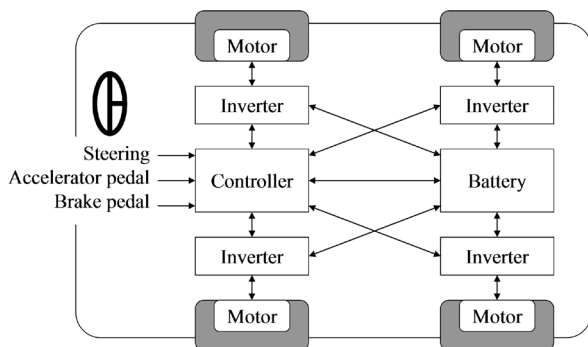 Motor
Motor
Inverter
Inverter
Steering
Accelerator pedal
Brake pedal
Controller
Battery
Inverter
Inverter
Motor
Motor